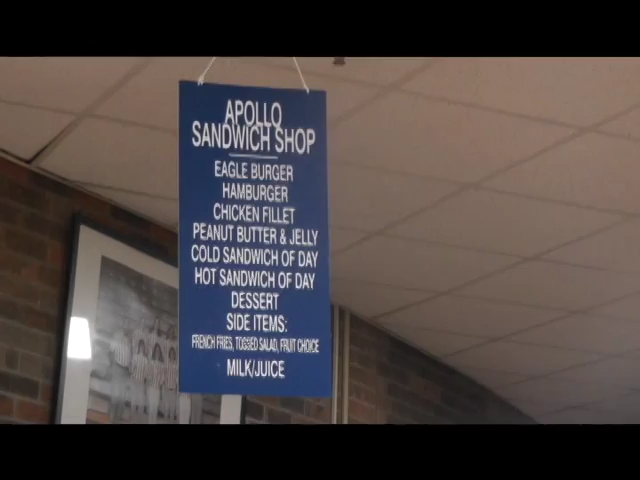 APOLLO
SANDWICH SHOP
EAGLE BURGER
HAMBURGER
CHICKEN FILLET
PEANUT BUTTER & JELLY
COLD SANDWICH OF DAY
HOT SANDWICH OF DAY
DESSERT
SIDE ITEMS:
FRENCH FRIES, TOSSED SALAD, FRUIT CHOICE
MILK/JUICE